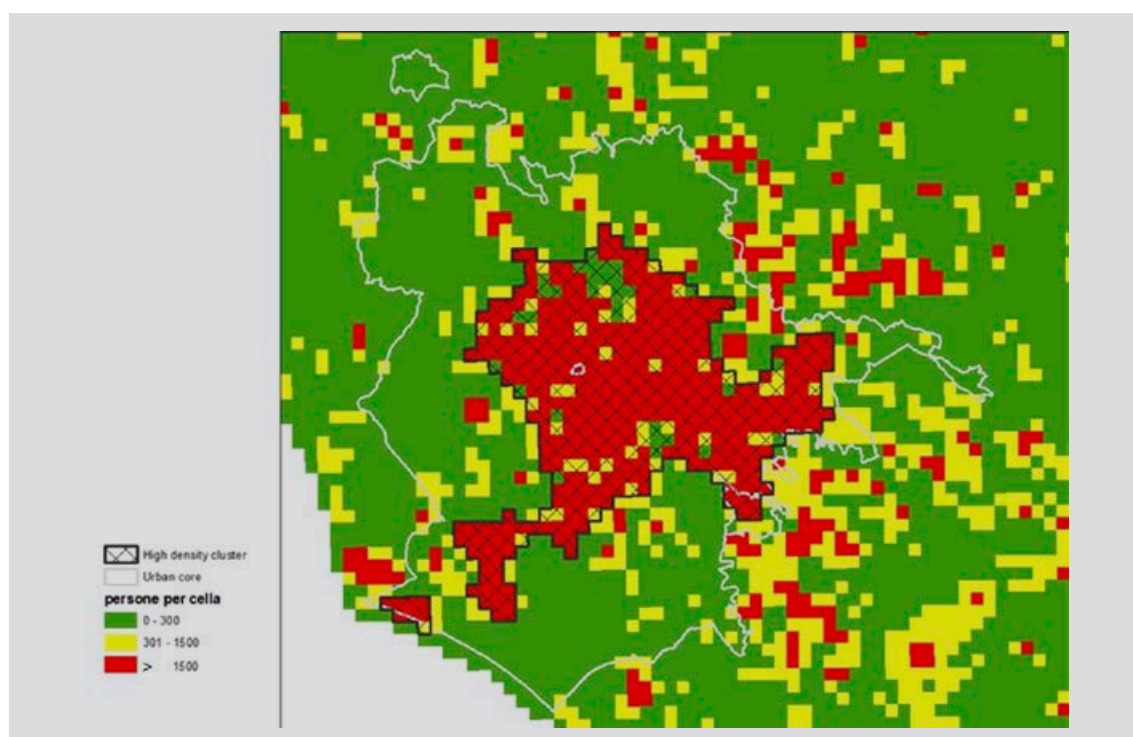 High density cluster
Urban core
persone per cella
0 - 300
301 - 1500
> 1500